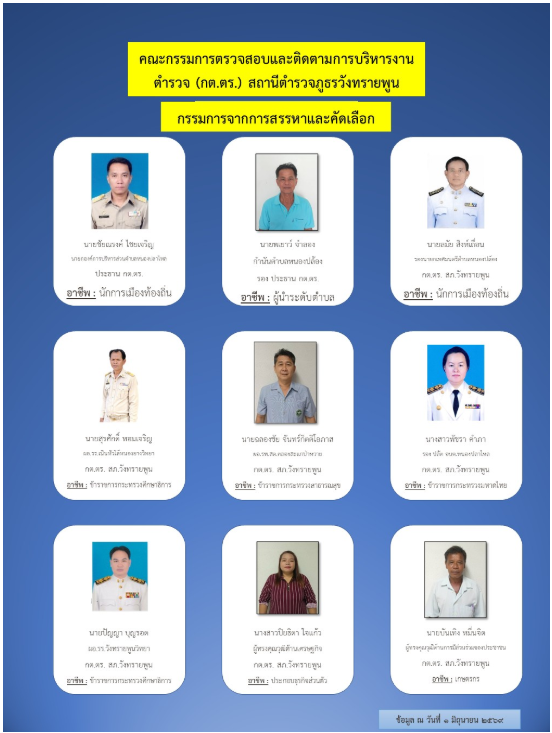 คณะกรรมการตรวจสอบและติดตามการบริหารงาน
ตำรวจ (กต.ตร.) สถานีตำรวจภูธรวังทรายพูน
กรรมการจากการสรรหาและคัดเลือก
นายชัยณรงค์ ไชยเจริญ
ประธาน กต.ตร.
อาชีพ : นักการเมืองท้องถิ่น
นายพเยาว์ จำลอง
กำนันตำบลหนองปล้อง
รอง ประธาน กต.ตร.
อาชีพ : ผู้นำระดับตำบล
นายมนัย สิงห์เลื่อน
กต.ตร. สภ.วังทรายพูน
อาชีพ : นักการเมืองท้องถิ่น
นายสุรศักดิ์ หอมเจริญ
กต.ตร. สภ.วังทรายพูน
อาชีพ : ข้าราชการกระทรวงศึกษาธิการ
นายฉลองชัย จันทร์กิตติโอภาส
กต.ตร. สภ.วังทรายพูน
อาชีพ : ข้าราชการกระทรวงสาธารณสุข
นางสาวพัชรา คำภา
กต.ตร. สภ.วังทรายพูน
อาชีพ : ข้าราชการกระทรวงมหาดไทย
นายปัญญา บุญรอด
ผอ.รร.วังทรายพูนวิทยา
กต.ตร. สภ.วังทรายพูน
อาชีพ : ข้าราชการกระทรวงศึกษาธิการ
นางสาวปิยธิดา ใจแก้ว
ผู้ทรงคุณวุฒิด้านเศรษฐกิจ
กต.ตร. สภ.วังทรายพูน
อาชีพ : ประกอบธุรกิจส่วนตัว
นายบันเทิง หมื่นจิต
ผู้ทรงคุณวุฒิด้านการมีส่วนร่วมของประชาชน
กต.ตร. สภ.วังทรายพูน
อาชีพ : เกษตรกร
ข้อมูล ณ วันที่ ๑ มิถุนายน ๒๕๖๙